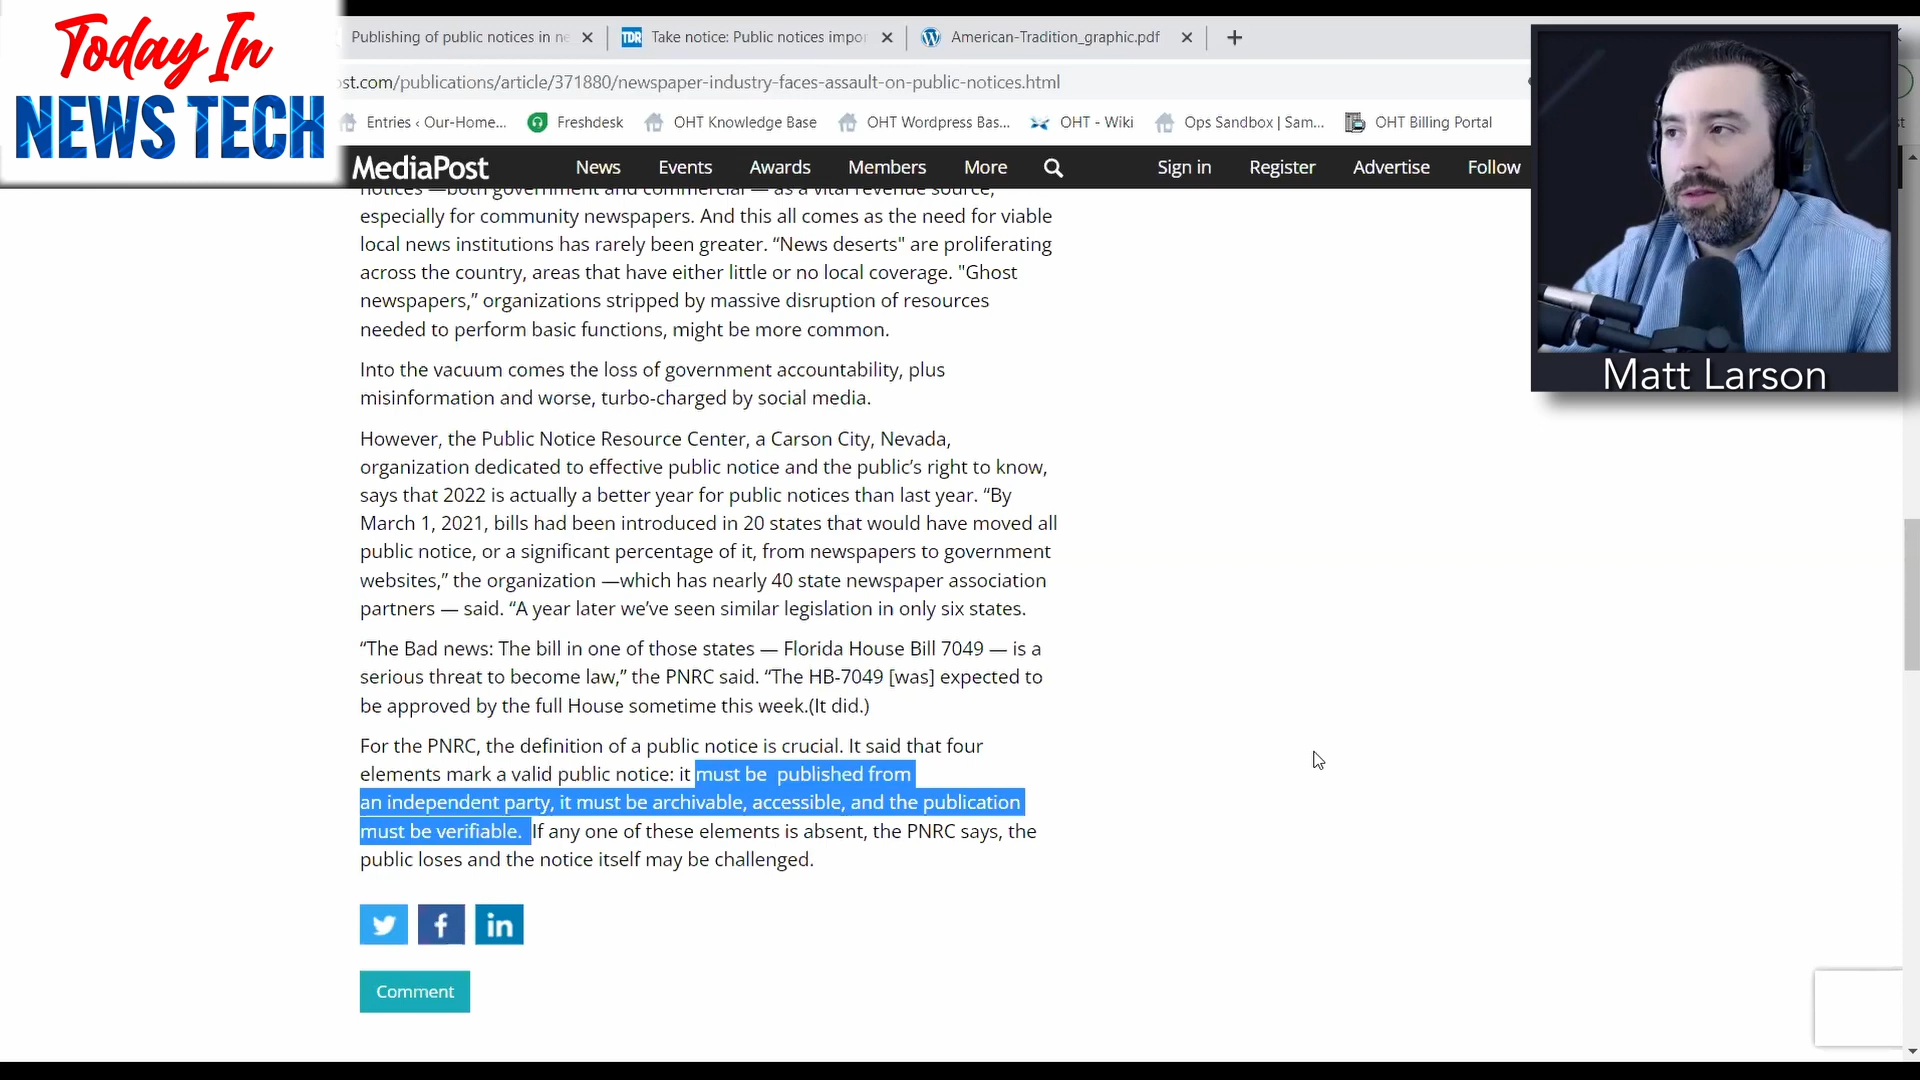 Today In
NEWS TECH
Publishing of public notices in ne
TDR Take notice: Public notices impor
American-Tradition_graphic.pdf
st.com/publications/article/371880/newspaper-industry-faces-assault-on-public-notices.html
Entries ‹ Our-Home...
Freshdesk
OHT Knowledge Base
OHT Wordpress Bas...
OHT - Wiki
Ops Sandbox | Sam...
OHT Billing Portal
MediaPost
News
Events
Awards
Members
More
Sign in
Register
Advertise
Follow
notices —both government and commercial — as a vital revenue source,
especially for community newspapers. And this all comes as the need for viable
local news institutions has rarely been greater. “News deserts" are proliferating
across the country, areas that have either little or no local coverage. "Ghost
newspapers,” organizations stripped by massive disruption of resources
needed to perform basic functions, might be more common.
Into the vacuum comes the loss of government accountability, plus
misinformation and worse, turbo-charged by social media.
However, the Public Notice Resource Center, a Carson City, Nevada,
organization dedicated to effective public notice and the public’s right to know,
says that 2022 is actually a better year for public notices than last year. “By
March 1, 2021, bills had been introduced in 20 states that would have moved all
public notice, or a significant percentage of it, from newspapers to government
websites,” the organization —which has nearly 40 state newspaper association
partners — said. “A year later we’ve seen similar legislation in only six states.
“The Bad news: The bill in one of those states — Florida House Bill 7049 — is a
serious threat to become law,” the PNRC said. “The HB-7049 [was] expected to
be approved by the full House sometime this week.(It did.)
For the PNRC, the definition of a public notice is crucial. It said that four
elements mark a valid public notice: it must be  published from
an independent party, it must be archivable, accessible, and the publication
must be verifiable.  If any one of these elements is absent, the PNRC says, the
public loses and the notice itself may be challenged.
Comment
Matt Larson